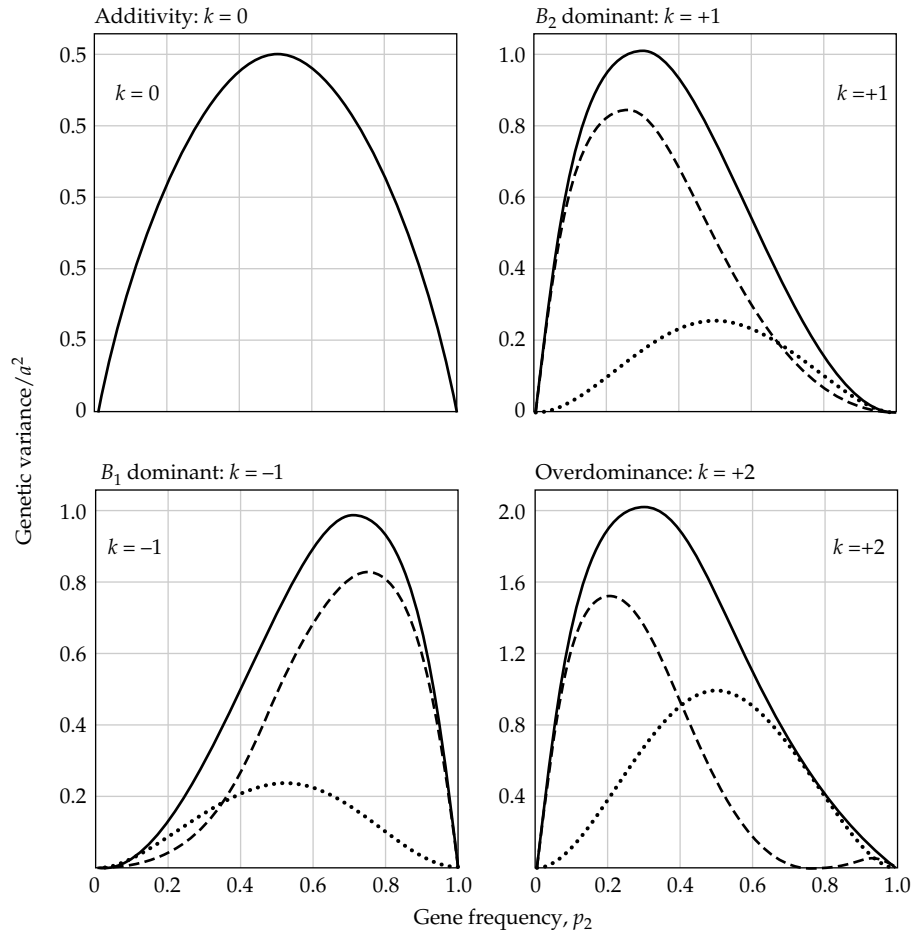 Additivity: k = 0
0.5
0.5
0.5
0.5
0.5
0
k = 0
B2 dominant: k = +1
1.0
0.8
0.6
0.4
0.2
0
k =+1
Genetic variance/a²
B1 dominant: k = –1
1.0
0.8
0.6
0.4
0.2
k = –1
0 0.2 0.4 0.6 0.8 1.0
Overdominance: k = +2
2.0
1.6
1.2
0.8
0.4
k =+2
0 0.2 0.4 0.6 0.8 1.0
Gene frequency, p2